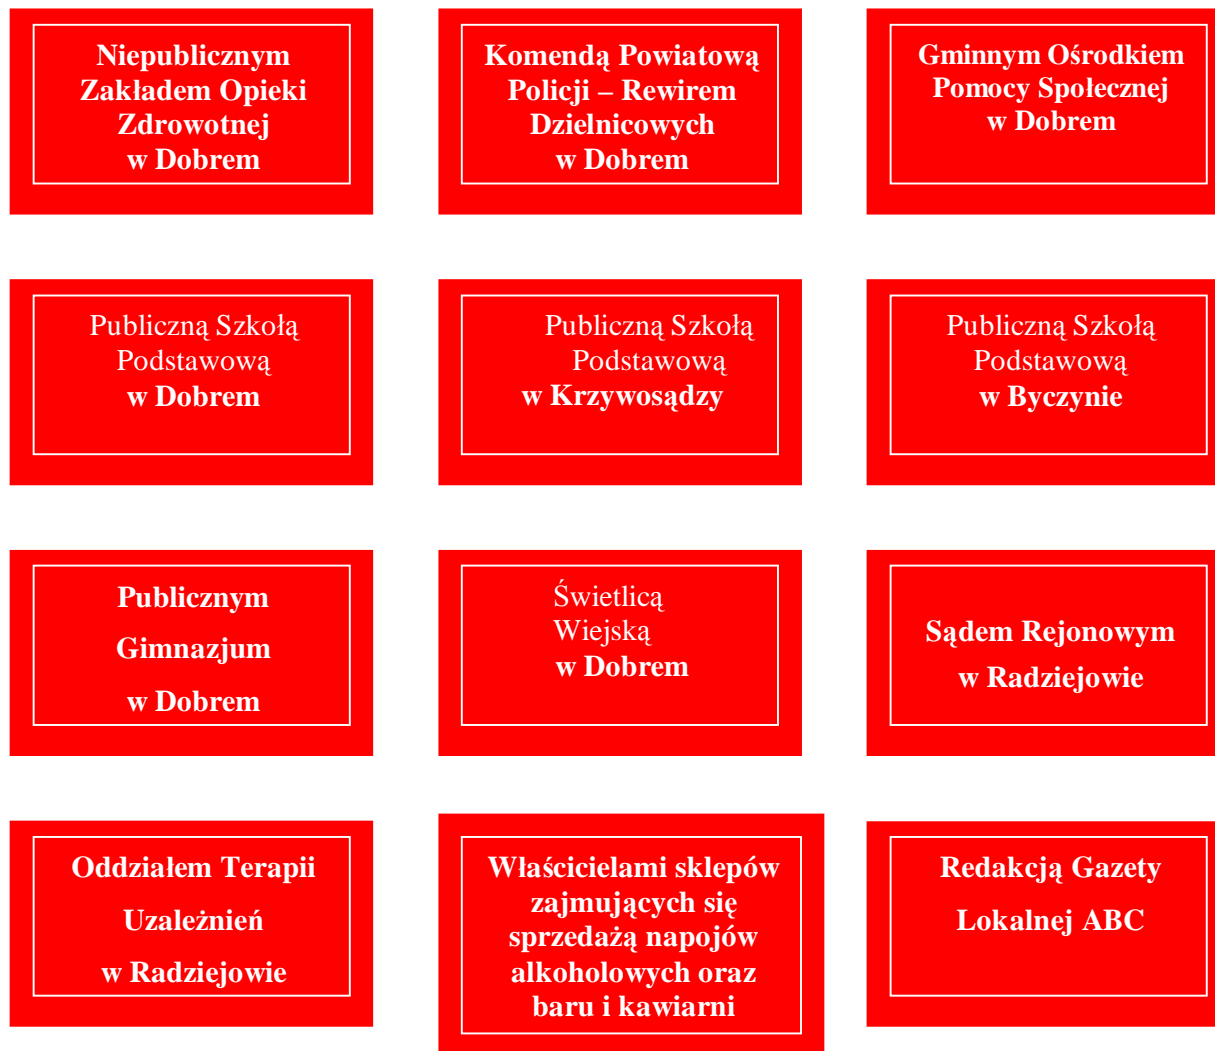 Niepublicznym
Zakładem Opieki
Zdrowotnej
w Dobrem
Komendą Powiatową
Policji – Rewirem
Dzielnicowych
w Dobrem
Gminnym Ośrodkiem
Pomocy Społecznej
w Dobrem
Publiczną Szkołą
Podstawową
w Dobrem
Publiczną Szkołą
Podstawową
w Krzywosądzy
Publiczną Szkołą
Podstawową
w Byczynie
Publicznym
Gimnazjum
w Dobrem
Świetlicą
Wiejską
w Dobrem
Sądem Rejonowym
w Radziejowie
Oddziałem Terapii
Uzależnień
w Radziejowie
Właścicielami sklepów
zajmujących się
sprzedażą napojów
alkoholowych oraz
baru i kawiarni
Redakcją Gazety
Lokalnej ABC